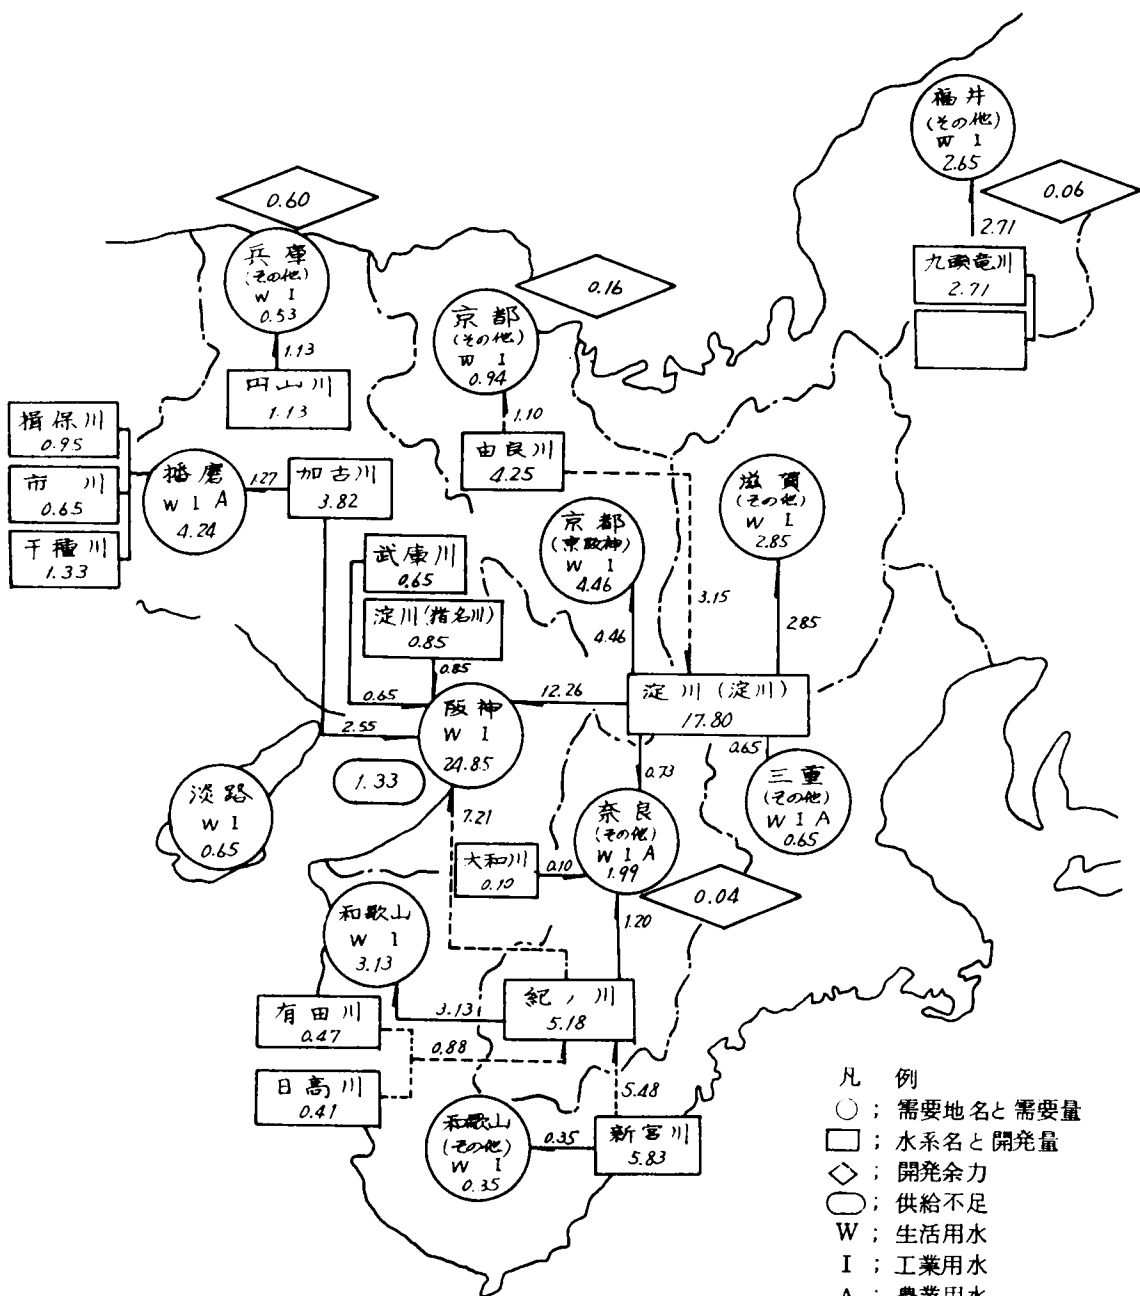 福井
(その他)
W I
2.65
0.06
2.71
九頭竜川
2.71
0.60
兵庫
(その他)
W I
0.53
1.13
円山川
1.13
0.16
京都
(その他)
W I
0.94
1.10
由良川
4.25
揖保川
0.95
市川
0.65
千種川
1.33
播磨
W I A
4.24
1.27
加古川
3.82
武庫川
0.65
淀川(猪名川)
0.85
0.85
0.65
2.55
京都
(京阪神)
W I
4.46
4.46
3.15
滋賀
(その他)
W I
2.85
2.85
阪神
W I
24.85
12.26
淀川(淀川)
17.80
0.65
0.73
三重
(その他)
W I A
0.65
1.33
淡路
W I
0.65
7.21
奈良
(その他)
W I A
1.99
大和川
0.10
0.10
0.04
1.20
和歌山
W I
3.13
3.13
紀ノ川
5.18
有田川
0.47
0.88
日高川
0.41
5.48
和歌山
(その他)
W I
0.35
0.35
新宮川
5.83
凡例
○; 需要地名と需要量
□; 水系名と開発量
◇; 開発余力
; 供給不足
W; 生活用水
I; 工業用水
A; 農業用水